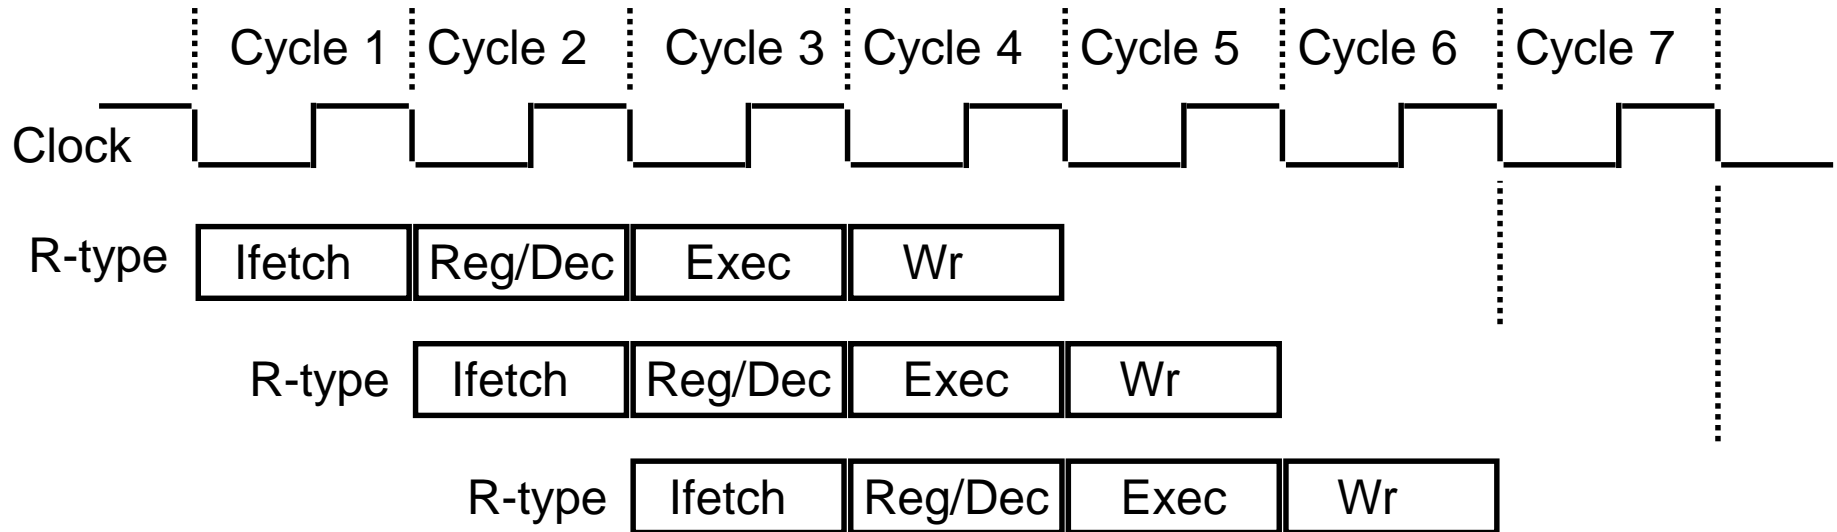 Cycle 1 Cycle 2 Cycle 3 Cycle 4 Cycle 5 Cycle 6 Cycle 7
Clock
R-type Ifetch Reg/Dec Exec Wr
R-type Ifetch Reg/Dec Exec Wr
R-type Ifetch Reg/Dec Exec Wr